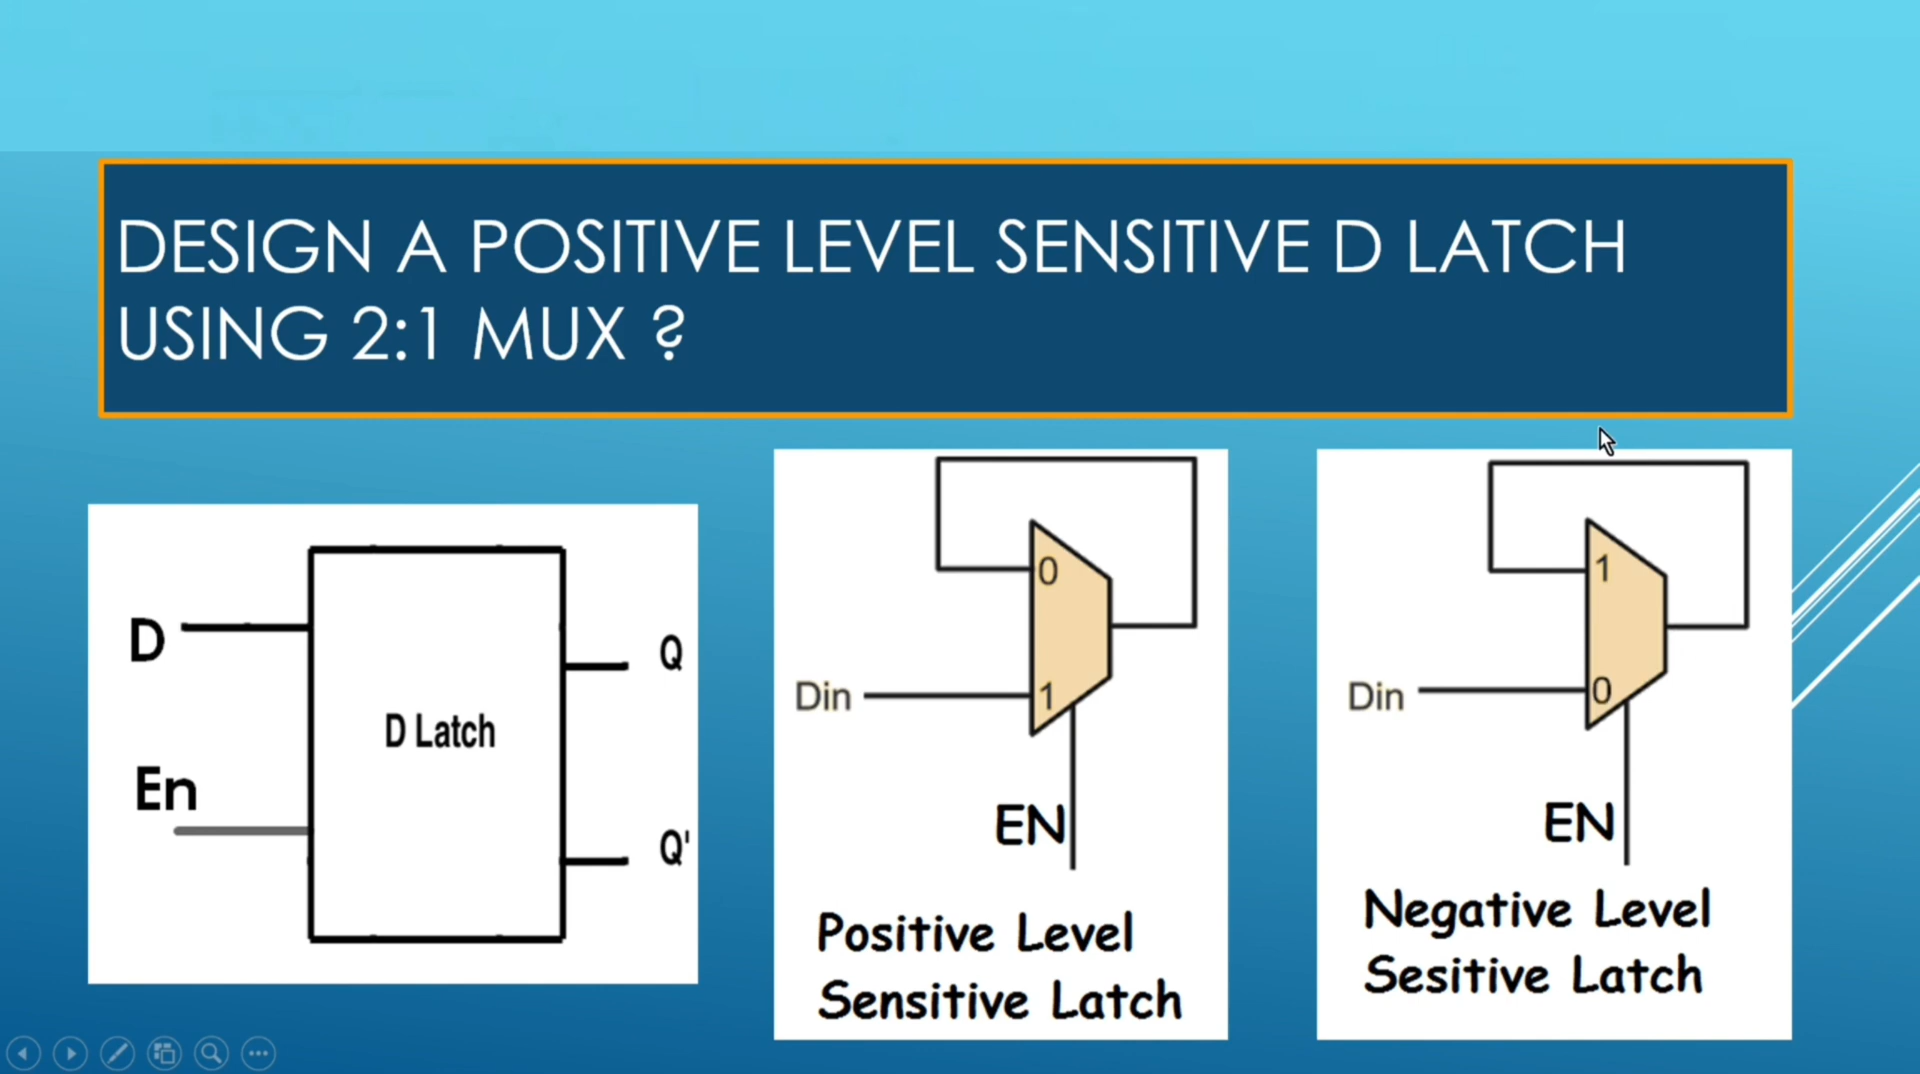 DESIGN A POSITIVE LEVEL SENSITIVE D LATCH
USING 2:1 MUX ?
D
En
D Latch
Q
Q'
0
Din
1
EN
Positive Level
Sensitive Latch
1
Din
0
EN
Negative Level
Sesitive Latch